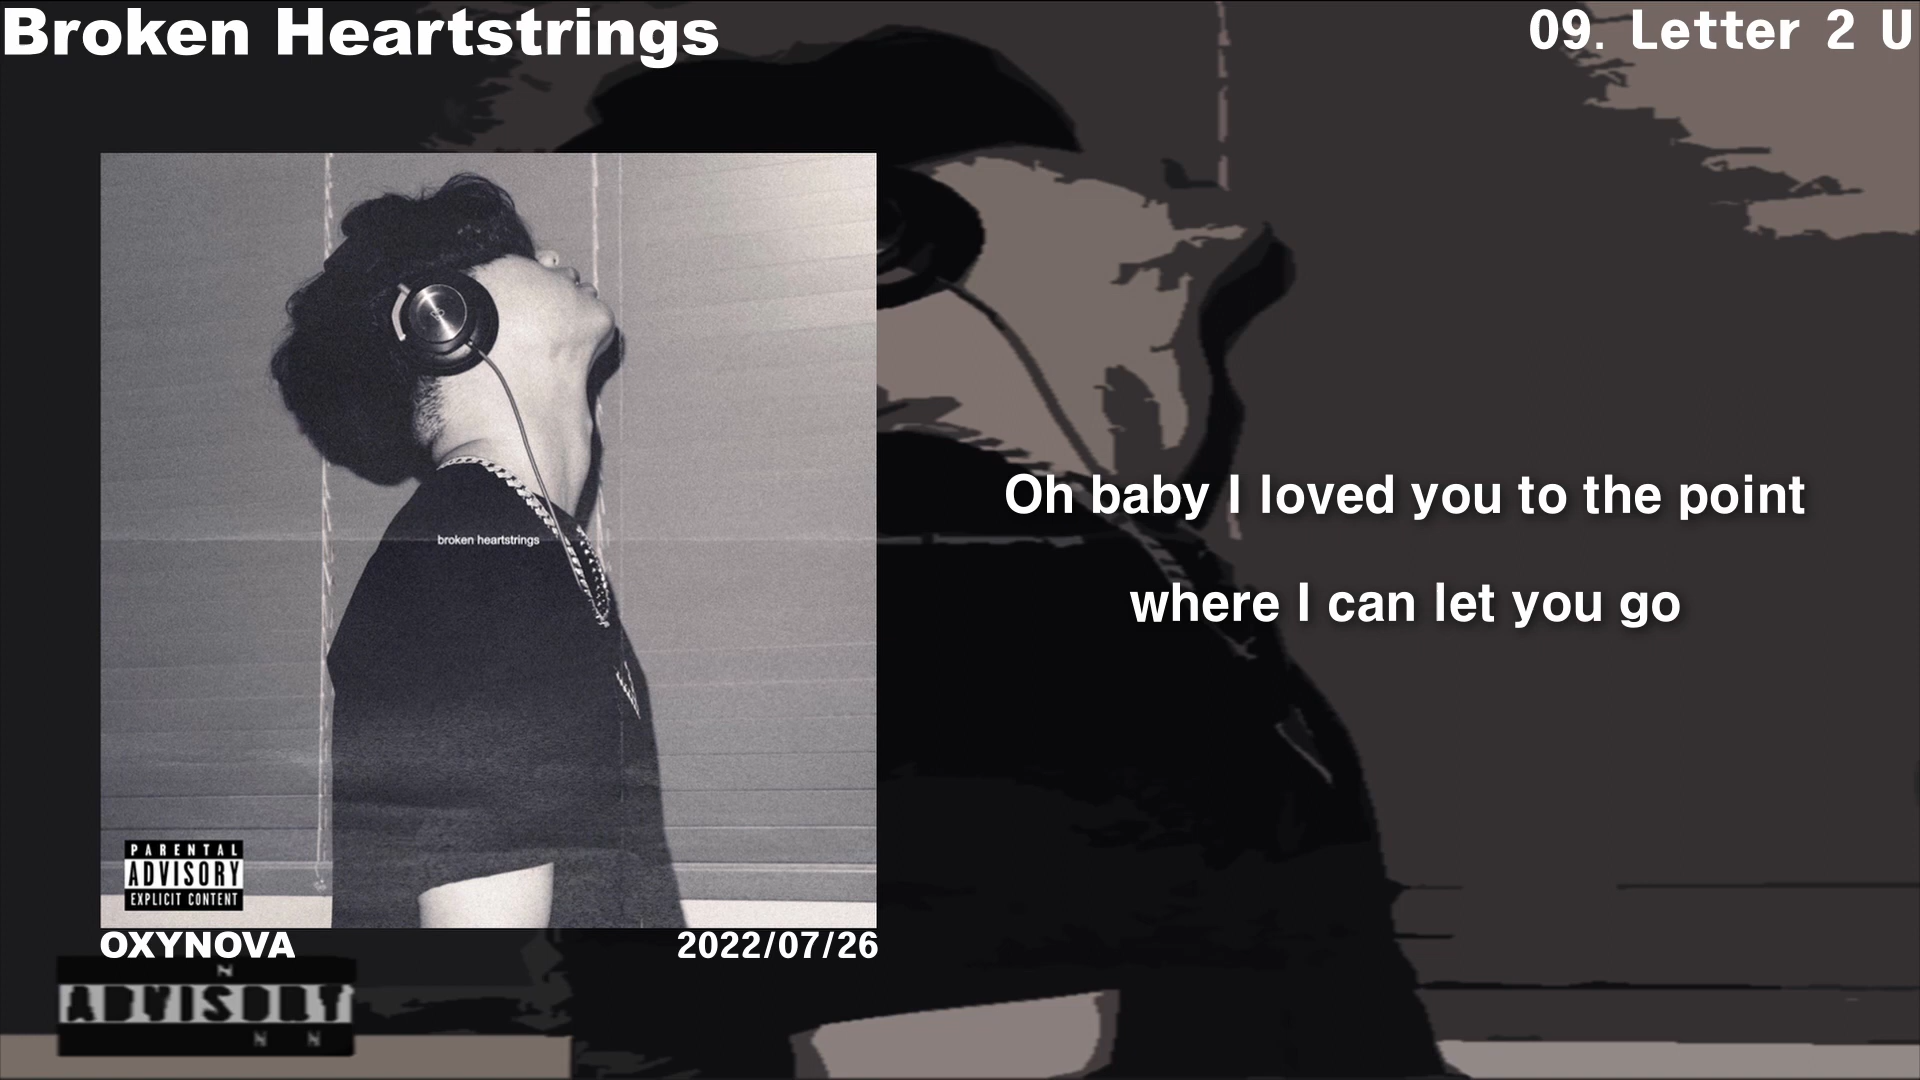 Broken Heartstrings
09. Letter 2 U
broken heartstrings
Oh baby I loved you to the point
where I can let you go
PARENTAL
ADVISORY
EXPLICIT CONTENT
OXYNOVA
2022/07/26
ADVISORY